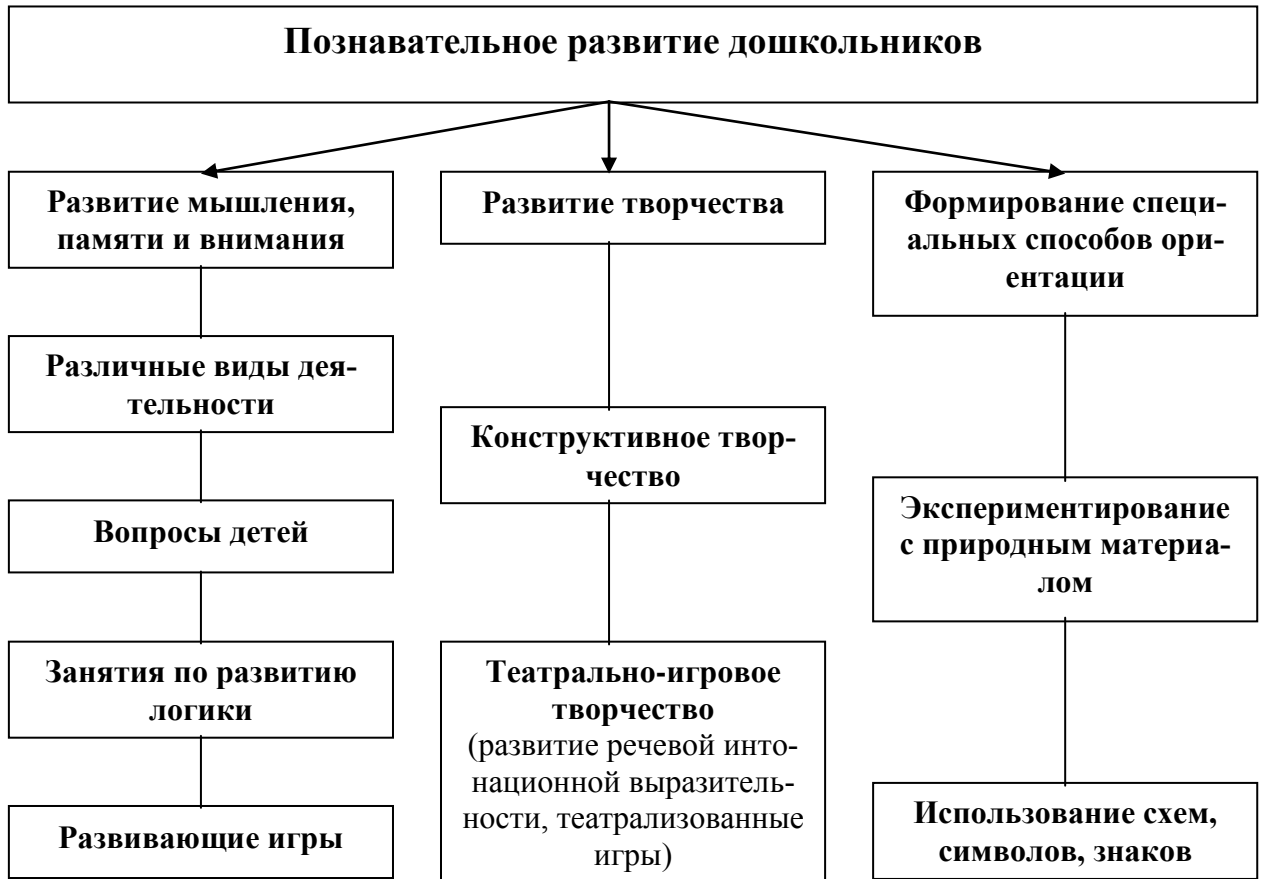 Познавательное развитие дошкольников
Развитие мышления,
памяти и внимания
Различные виды дея-
тельности
Вопросы детей
Занятия по развитию
логики
Развивающие игры
Развитие творчества
Конструктивное твор-
чество
Театрально-игровое
творчество
(развитие речевой инто-
национной выразитель-
ности, театрализованные
игры)
Формирование специ-
альных способов ори-
ентации
Экспериментирование
с природным материа-
лом
Использование схем,
символов, знаков